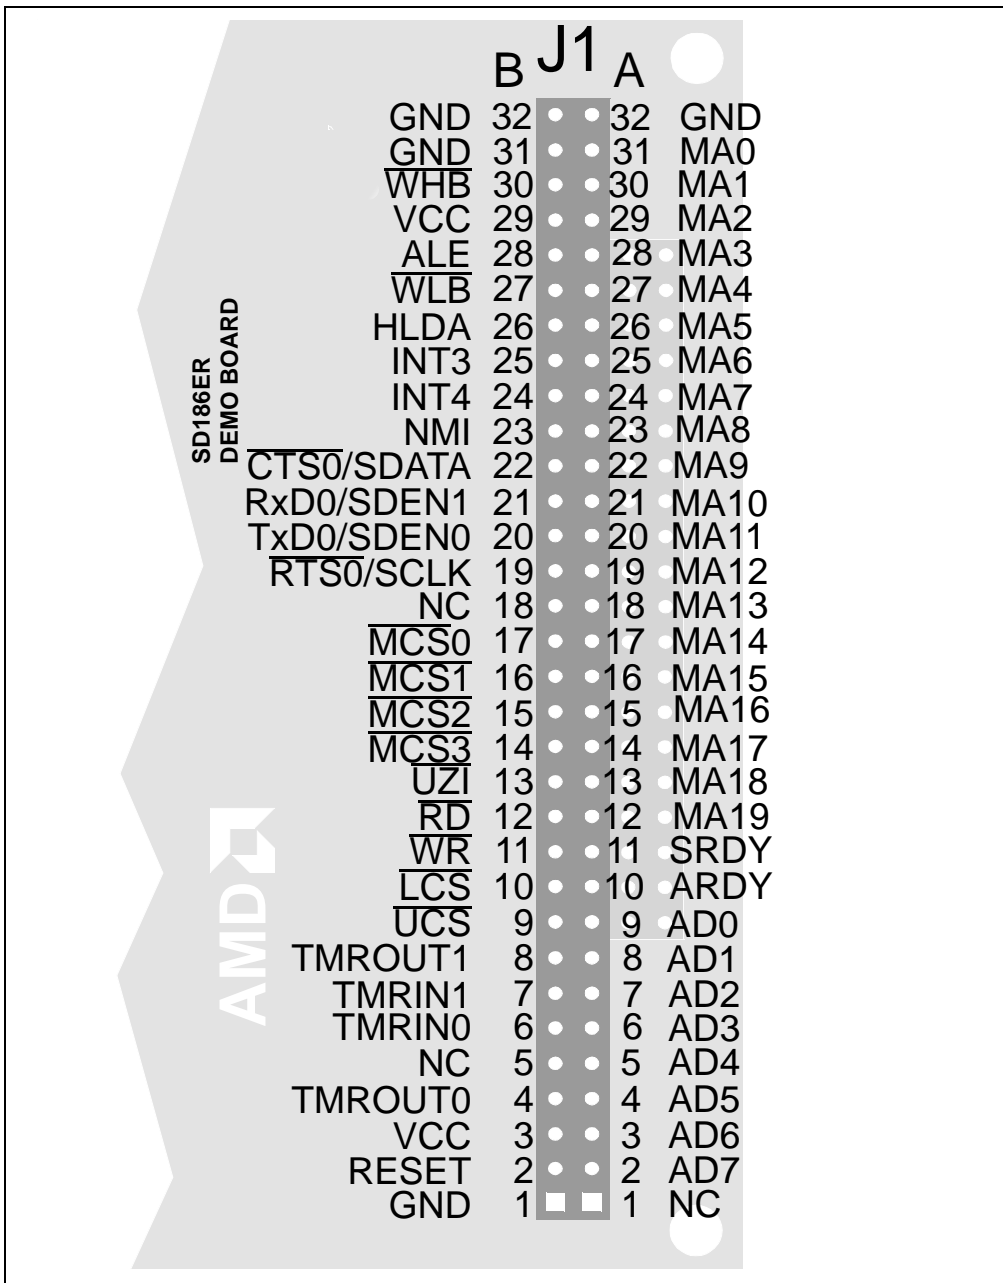 J1
B A
GND 32 32 GND
GND 31 31 MA0
WHB 30 30 MA1
VCC 29 29 MA2
ALE 28 28 MA3
WLB 27 27 MA4
HLDA 26 26 MA5
INT3 25 25 MA6
INT4 24 24 MA7
NMI 23 23 MA8
CTS0/SDATA 22 22 MA9
RxD0/SDEN1 21 21 MA10
TxD0/SDEN0 20 20 MA11
RTS0/SCLK 19 19 MA12
NC 18 18 MA13
MCS0 17 17 MA14
MCS1 16 16 MA15
MCS2 15 15 MA16
MCS3 14 14 MA17
UZI 13 13 MA18
RD 12 12 MA19
WR 11 11 SRDY
LCS 10 10 ARDY
UCS 9 9 AD0
TMROUT1 8 8 AD1
TMRIN1 7 7 AD2
TMRIN0 6 6 AD3
NC 5 5 AD4
TMROUT0 4 4 AD5
VCC 3 3 AD6
RESET 2 2 AD7
GND 1 1 NC
SD186ER
DEMO BOARD
AMD